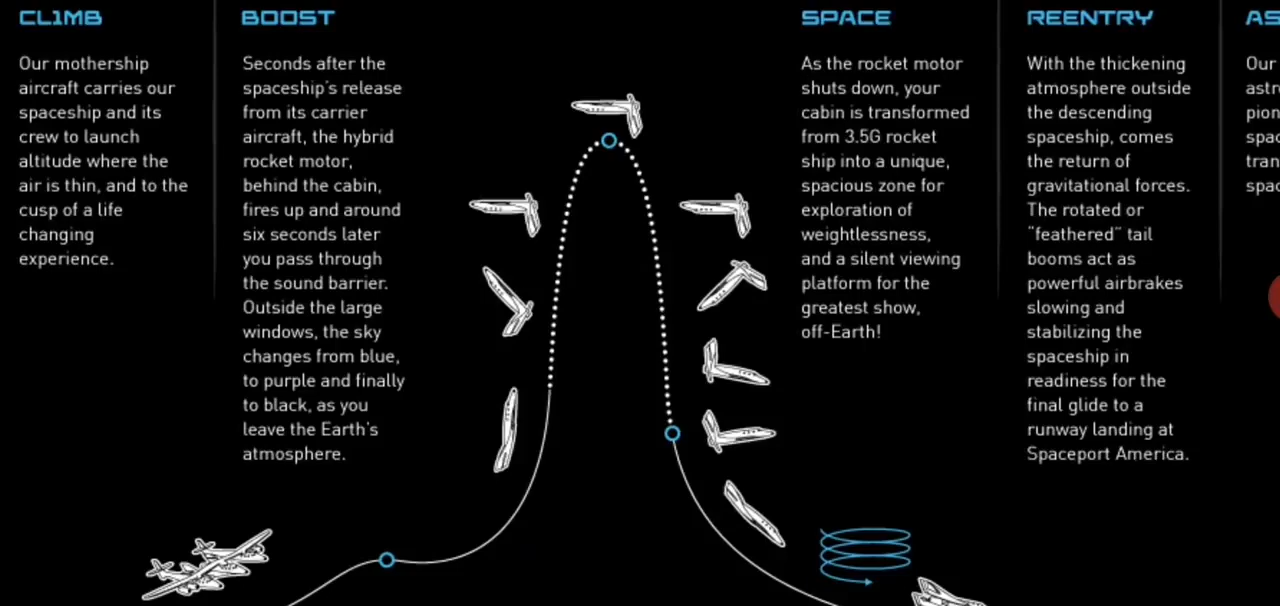 CL1MB
Our mothership
aircraft carries our
spaceship and its
crew to launch
altitude where the
air is thin, and to the
cusp of a life
changing
experience.
BOOST
Seconds after the
spaceship's release
from its carrier
aircraft, the hybrid
rocket motor,
behind the cabin,
fires up and around
six seconds later
you pass through
the sound barrier.
Outside the large
windows, the sky
changes from blue,
to purple and finally
to black, as you
leave the Earth's
atmosphere.
SPACE
As the rocket motor
shuts down, your
cabin is transformed
from 3.5G rocket
ship into a unique,
spacious zone for
exploration of
weightlessness,
and a silent viewing
platform for the
greatest show,
off-Earth!
REENTRY
With the thickening
atmosphere outside
the descending
spaceship, comes
the return of
gravitational forces.
The rotated or
"feathered" tail
booms act as
powerful airbrakes
slowing and
stabilizing the
spaceship in
readiness for the
final glide to a
runway landing at
Spaceport America.
AS
Our
astr
pion
spac
tran
spac